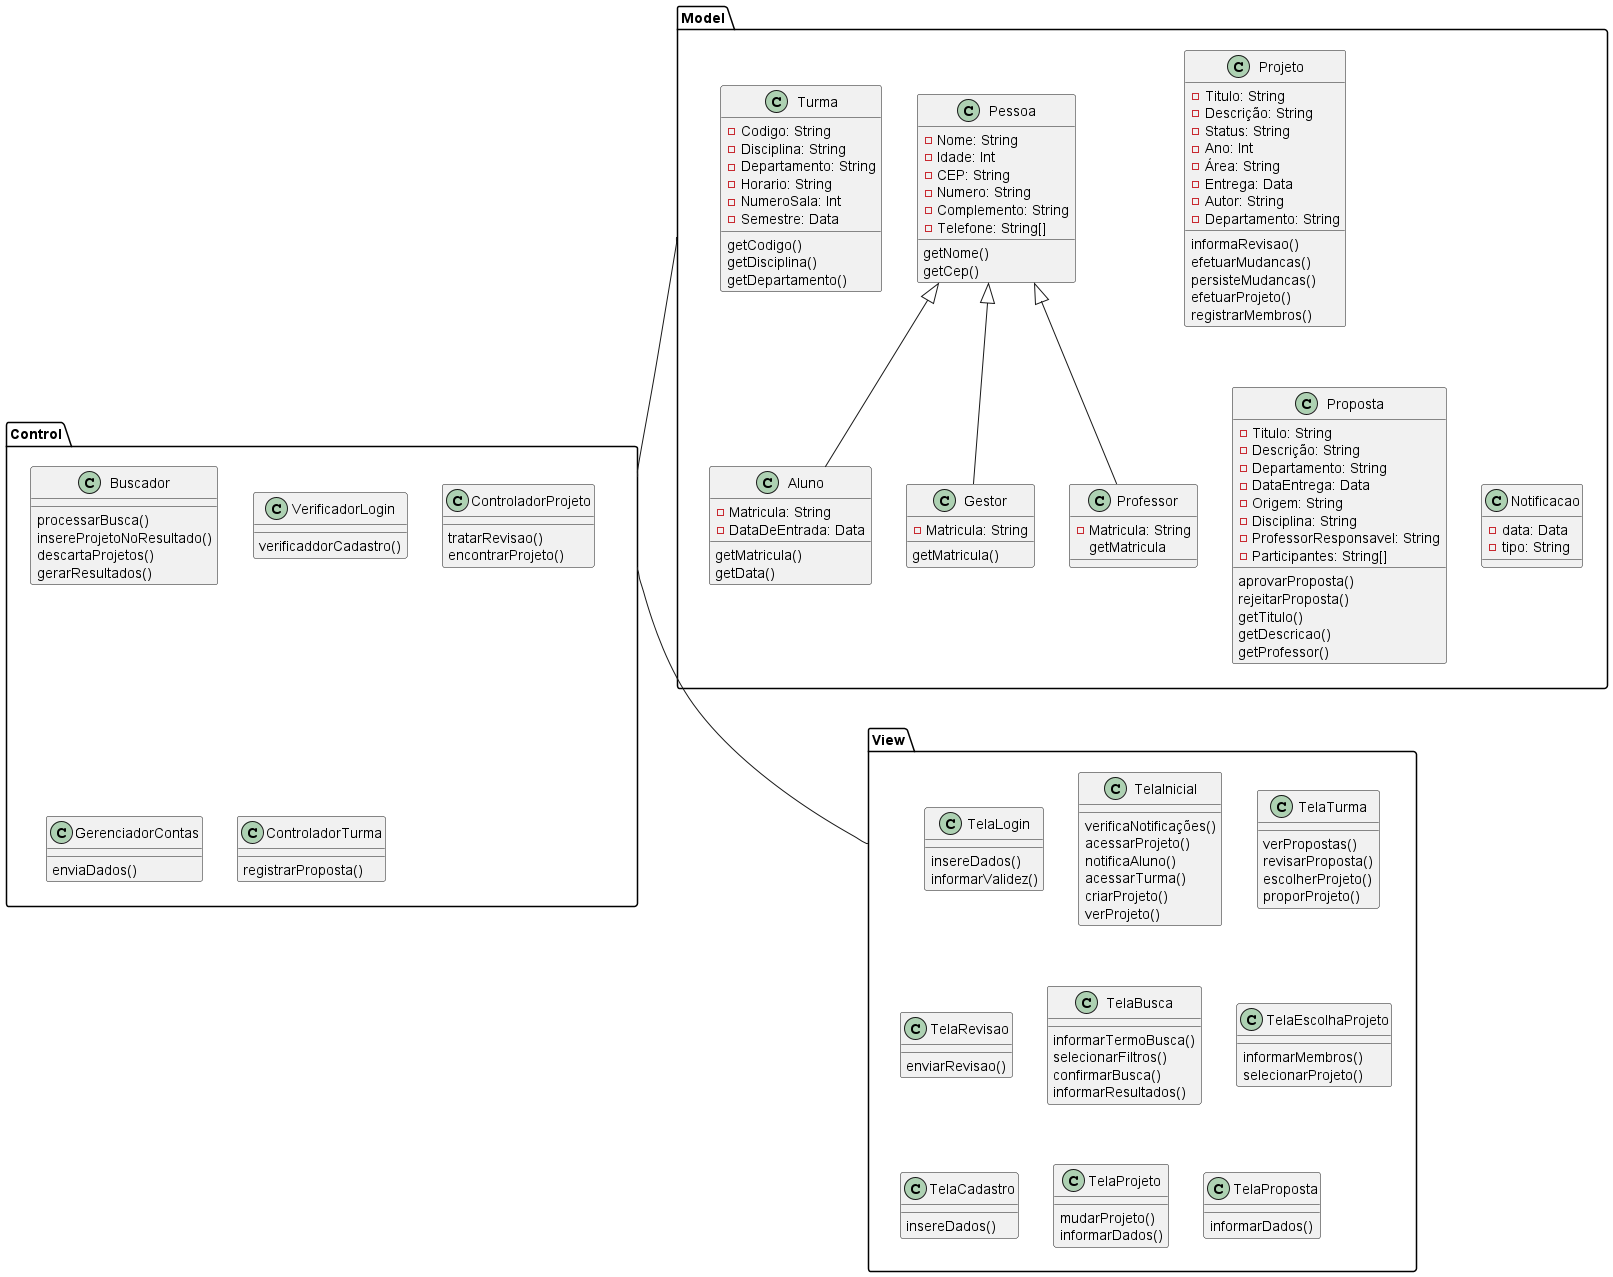 Model
C Turma
Codigo: String
Disciplina: String
Departamento: String
Horario: String
NumeroSala: Int
Semestre: Data
getCodigo()
getDisciplina()
getDepartamento()
C Pessoa
Nome: String
Idade: Int
CEP: String
Numero: String
Complemento: String
Telefone: String[]
getNome()
getCep()
C Projeto
Titulo: String
Descrição: String
Status: String
Ano: Int
Área: String
Entrega: Data
Autor: String
Departamento: String
informaRevisao()
efetuarMudancas()
persisteMudancas()
efetuarProjeto()
registrarMembros()
C Aluno
Matricula: String
DataDeEntrada: Data
getMatricula()
getData()
C Gestor
Matricula: String
getMatricula()
C Professor
Matricula: String
getMatricula
C Proposta
Titulo: String
Descrição: String
Departamento: String
DataEntrega: Data
Origem: String
Disciplina: String
ProfessorResponsavel: String
Participantes: String[]
aprovarProposta()
rejeitarProposta()
getTitulo()
getDescricao()
getProfessor()
C Notificacao
data: Data
tipo: String
Control
C Buscador
processarBusca()
insereProjetoNoResultado()
descartaProjetos()
gerarResultados()
C VerificadorLogin
verificaddorCadastro()
C ControladorProjeto
tratarRevisao()
encontrarProjeto()
C GerenciadorContas
enviaDados()
C ControladorTurma
registrarProposta()
View
C TelaLogin
insereDados()
informarValidez()
C TelaInicial
verificaNotificações()
acessarProjeto()
notificaAluno()
acessarTurma()
criarProjeto()
verProjeto()
C TelaTurma
verPropostas()
revisarProposta()
escolherProjeto()
proporProjeto()
C TelaRevisao
enviarRevisao()
C TelaBusca
informarTermoBusca()
selecionarFiltros()
confirmarBusca()
informarResultados()
C TelaEscolhaProjeto
informarMembros()
selecionarProjeto()
C TelaCadastro
insereDados()
C TelaProjeto
mudarProjeto()
informarDados()
C TelaProposta
informarDados()